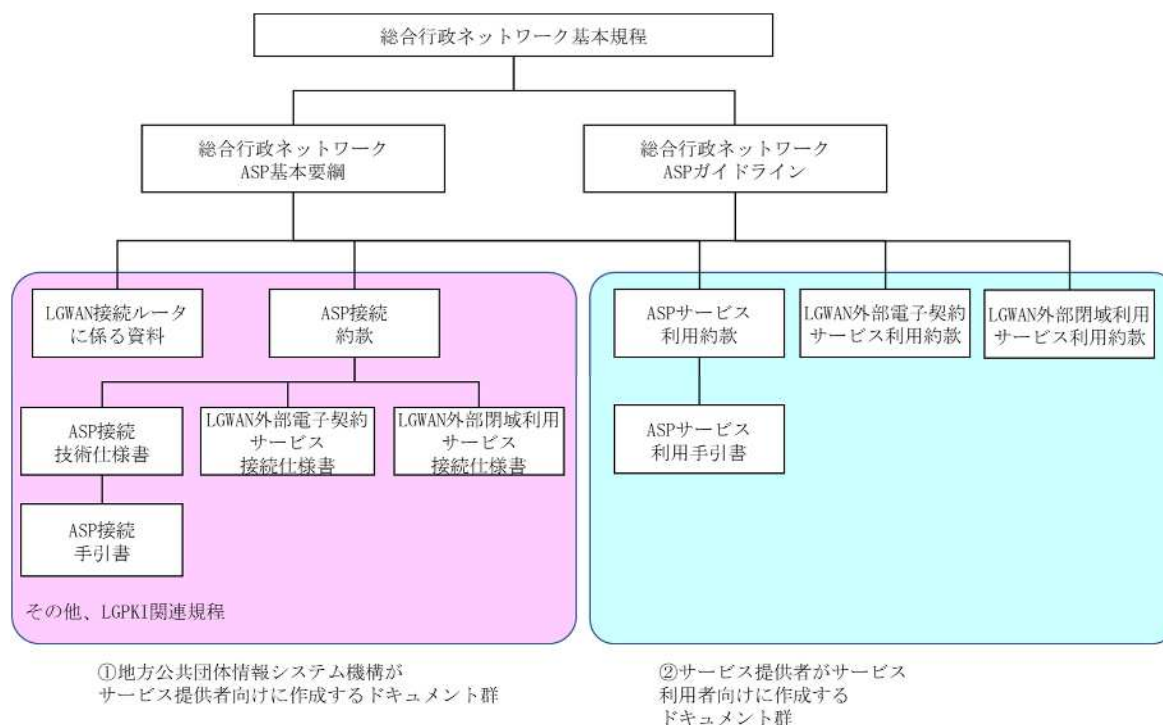 総合行政ネットワーク基本規程
総合行政ネットワーク
ASP基本要綱
総合行政ネットワーク
ASPガイドライン
LGWAN接続ルータ
に係る資料
ASP接続
約款
ASPサービス
利用約款
LGWAN外部電子契約
サービス利用約款
LGWAN外部閉域利用
サービス利用約款
ASP接続
技術仕様書
LGWAN外部電子契約
サービス
接続仕様書
LGWAN外部閉域利用
サービス
接続仕様書
ASPサービス
利用手引書
ASP接続
手引書
その他、LGPKI関連規程
①地方公共団体情報システム機構が
サービス提供者向けに作成するドキュメント群
②サービス提供者がサービス
利用者向けに作成する
ドキュメント群